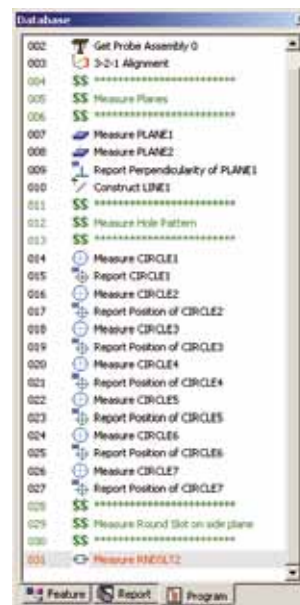 Database
002 Get Probe Assembly 0
003 3-2-1 Alignment
004 $$ *************************
005 $$ Measure Planes
006 $$ *************************
007 Measure PLANE1
008 Measure PLANE2
009 Report Perpendicularity of PLANE1
010 Construct LINE1
011 $$ *************************
012 $$ Measure Hole Pattern
013 $$ *************************
014 Measure CIRCLE1
015 Report CIRCLE1
016 Measure CIRCLE2
017 Report Position of CIRCLE2
018 Measure CIRCLE3
019 Report Position of CIRCLE3
020 Measure CIRCLE4
021 Report Position of CIRCLE4
022 Measure CIRCLE5
023 Report Position of CIRCLE5
024 Measure CIRCLE6
025 Report Position of CIRCLE6
026 Measure CIRCLE7
027 Report Position of CIRCLE7
028 $$ *************************
029 $$ Measure Round Slot on side plane
030 $$ *************************
031 Measure RNDSLT2
Feature Report Program